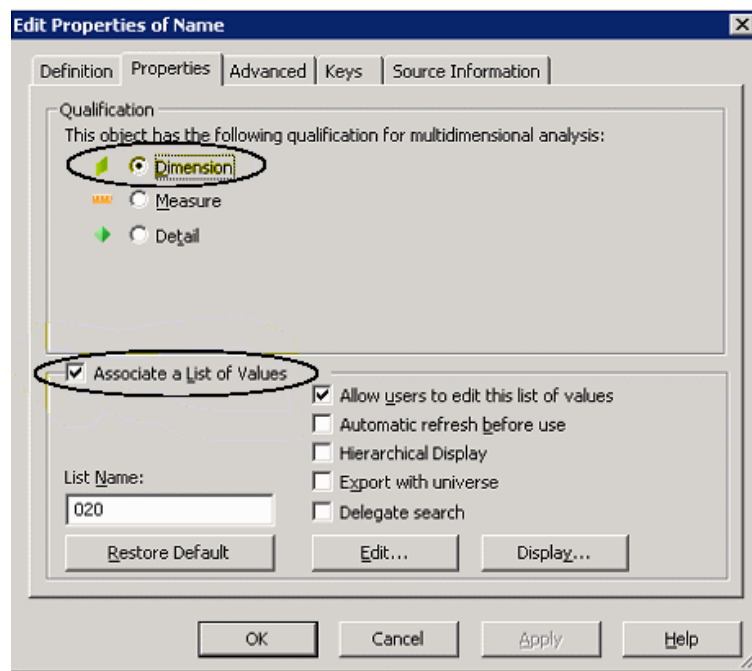 Edit Properties of Name
Definition Properties Advanced Keys Source Information
Qualification
This object has the following qualification for multidimensional analysis:
Dimension
Measure
Detail
Associate a List of Values
Allow users to edit this list of values
Automatic refresh before use
Hierarchical Display
List Name:
Export with universe
020
Delegate search
Restore Default Edit... Display...
OK Cancel Apply Help